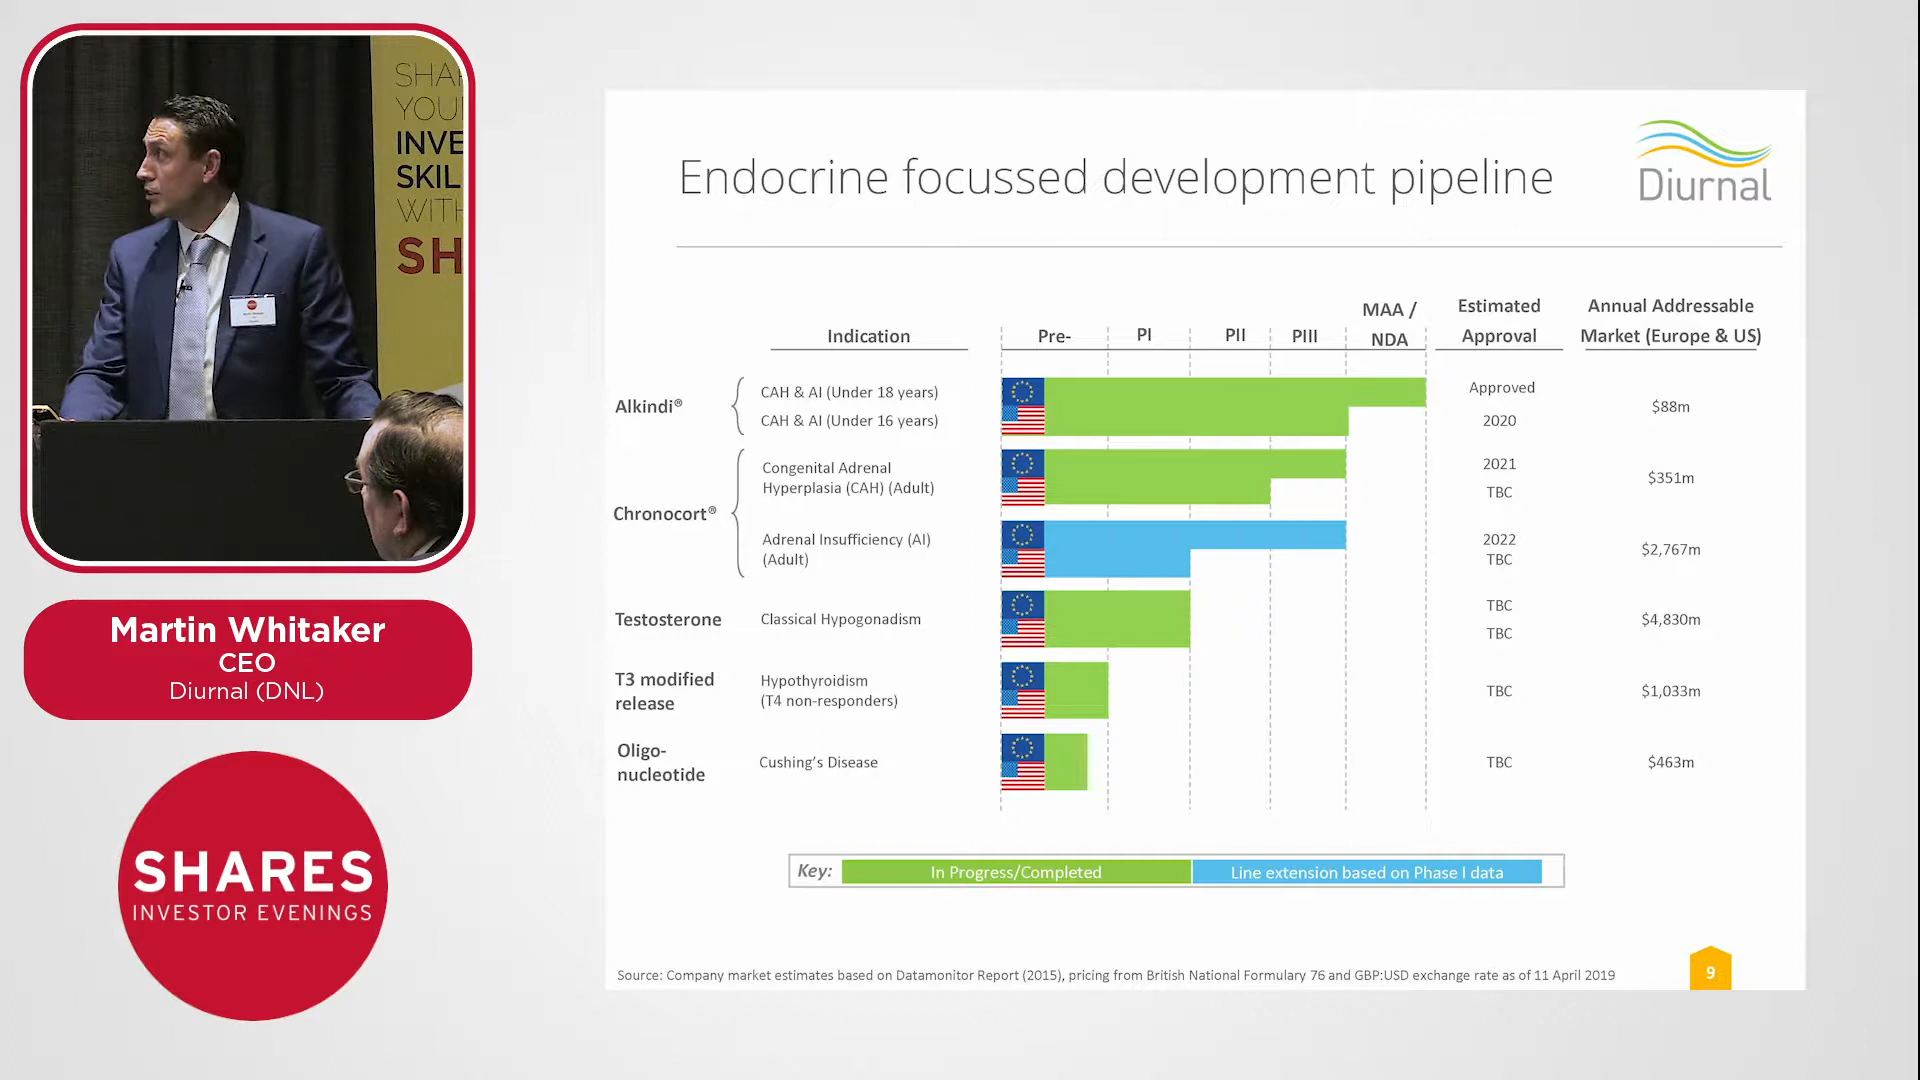 SHA
YOU
INVE
SKIL
WITH
SH
Martin Whitaker
CEO
Diurnal (DNL)
SHARES
INVESTOR EVENINGS
Endocrine focussed development pipeline
Diurnal
Indication
Pre-
PI
PII
PIII
MAA /
NDA
Estimated
Approval
Annual Addressable
Market (Europe & US)
Alkindi®
CAH & AI (Under 18 years)
CAH & AI (Under 16 years)
Approved
2020
$88m
Chronocort®
Congenital Adrenal
Hyperplasia (CAH) (Adult)
2021
TBC
$351m
Adrenal Insufficiency (AI)
(Adult)
2022
TBC
$2,767m
Testosterone
Classical Hypogonadism
TBC
TBC
$4,830m
T3 modified
release
Hypothyroidism
(T4 non-responders)
TBC
$1,033m
Oligo-
nucleotide
Cushing's Disease
TBC
$463m
Key:
In Progress/Completed
Line extension based on Phase I data
Source: Company market estimates based on Datamonitor Report (2015), pricing from British National Formulary 76 and GBP:USD exchange rate as of 11 April 2019
9